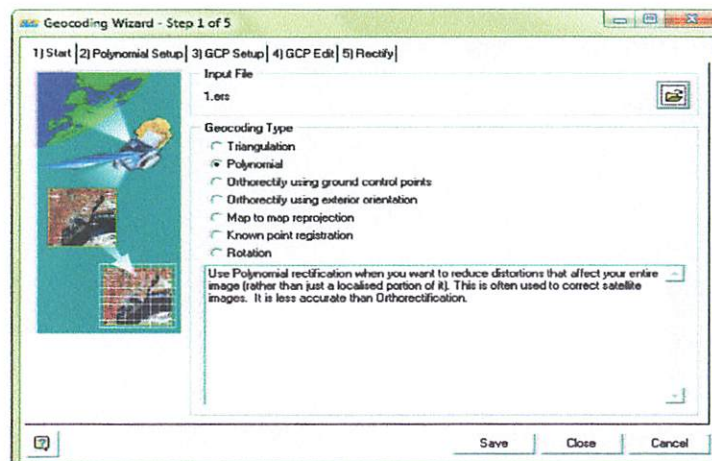 Geocoding Wizard - Step 1 of 5
1) Start 2) Polynomial Setup 3) GCP Setup 4) GCP Edit 5) Rectify
Input File
1.ers
Geocoding Type
Triangulation
Polynomial
Orthorectify using ground control points
Orthorectify using exterior orientation
Map to map reprojection
Known point registration
Rotation
Use Polynomial rectification when you want to reduce distortions that affect your entire
image (rather than just a localised portion of it). This is often used to correct satellite
images. It is less accurate than Orthorectification.
Save Close Cancel